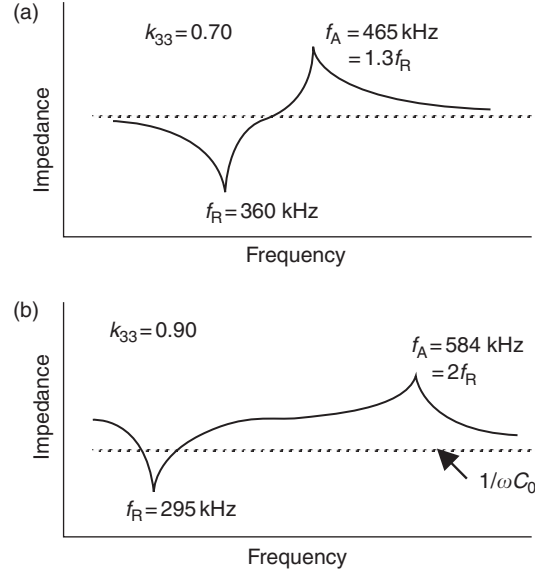 (a)
k33 = 0.70
fA = 465 kHz
= 1.3fR
Impedance
fR = 360 kHz
Frequency
(b)
k33 = 0.90
fA = 584 kHz
= 2fR
Impedance
1/ωC0
fR = 295 kHz
Frequency